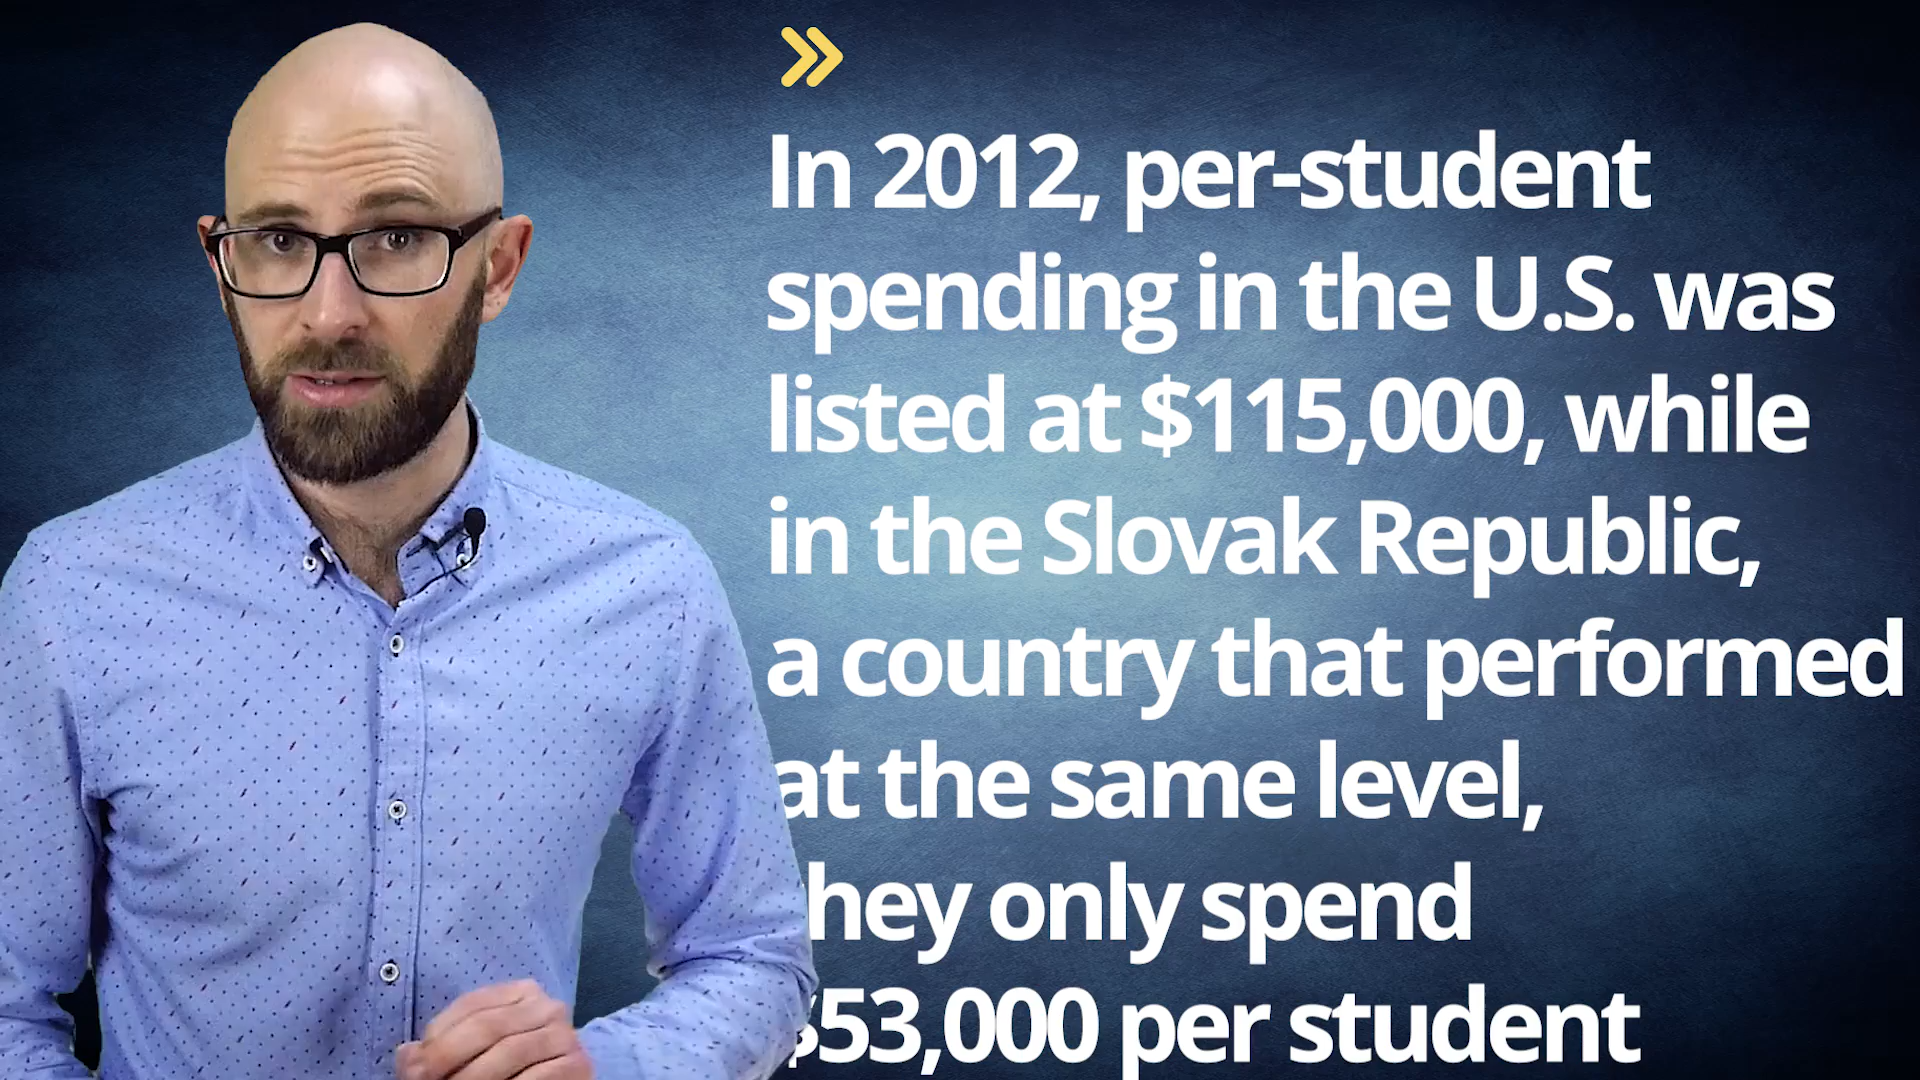 In 2012, per-student
spending in the U.S. was
listed at $115,000, while
in the Slovak Republic,
a country that performed
at the same level,
they only spend
$53,000 per student